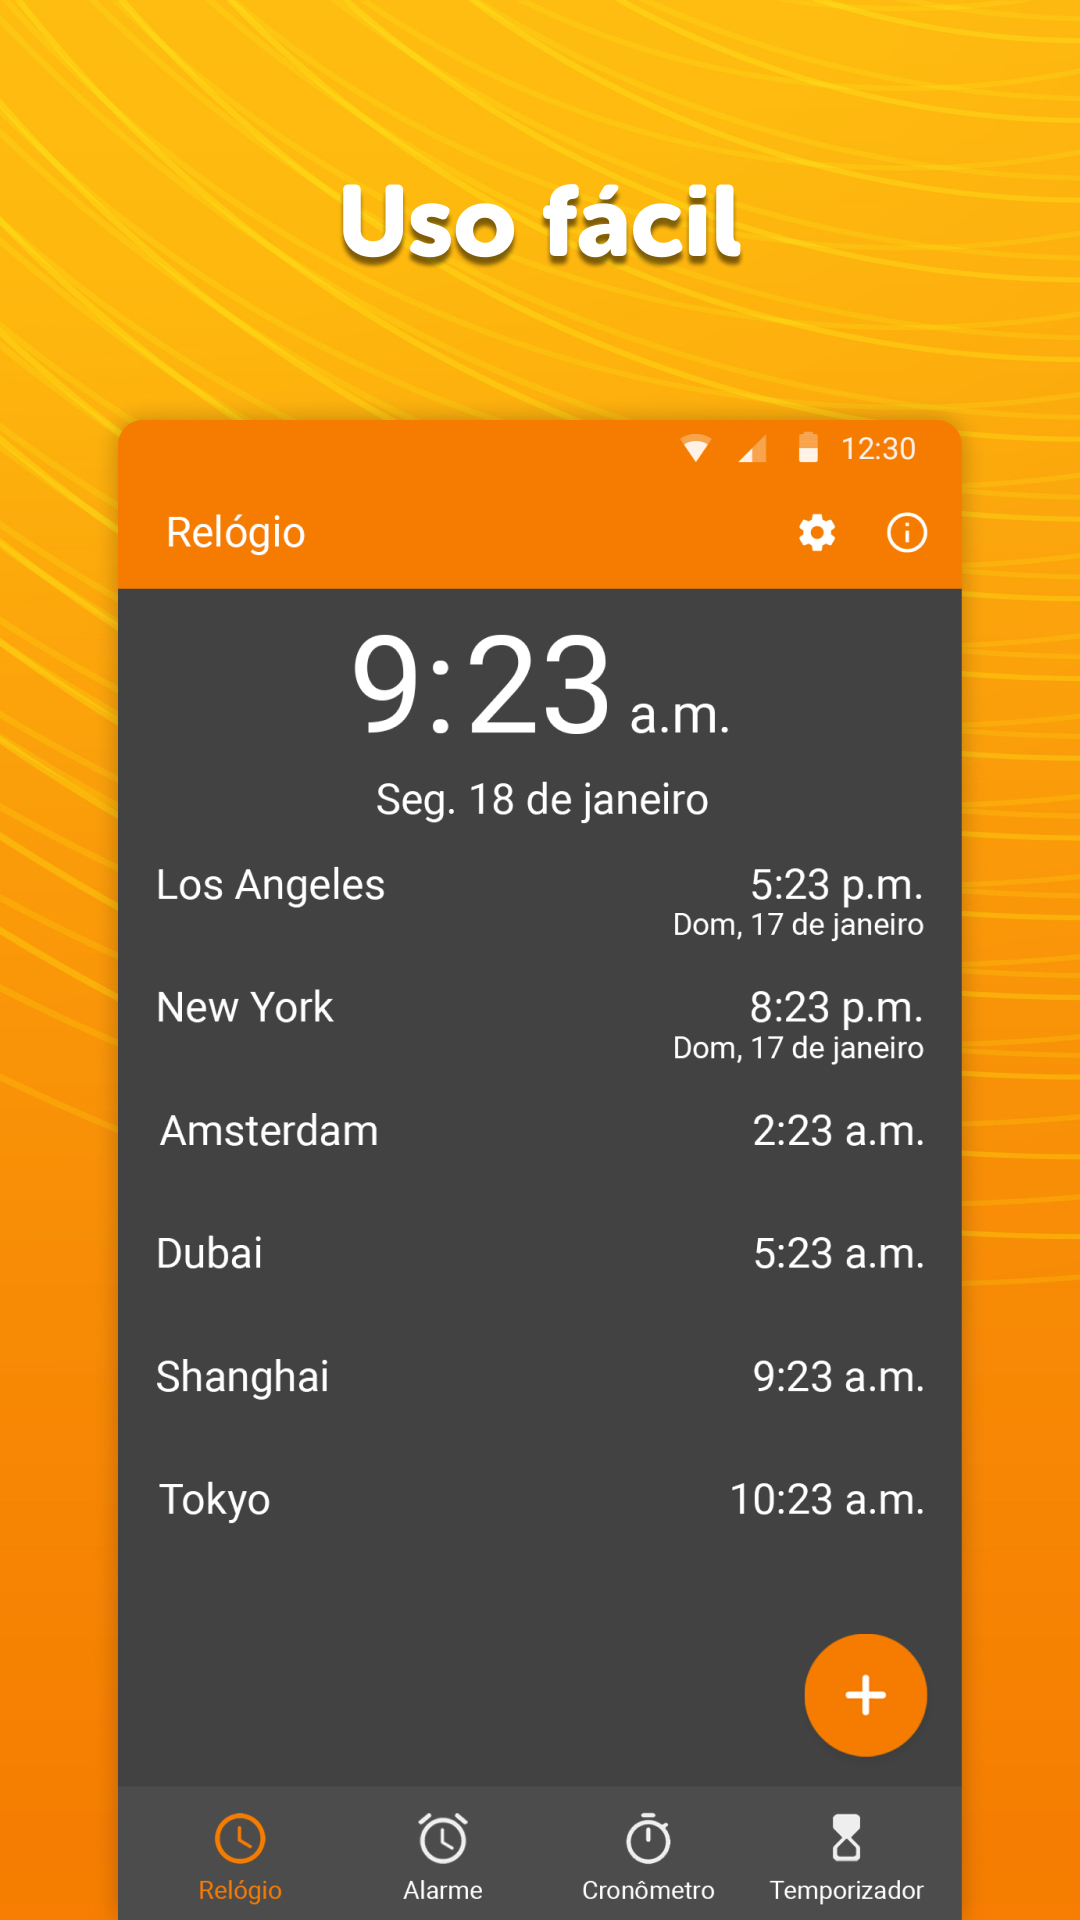 Uso fácil
12:30
Relógio
9:23 a.m.
Seg. 18 de janeiro
Los Angeles 5:23 p.m.
Dom, 17 de janeiro
New York 8:23 p.m.
Dom, 17 de janeiro
Amsterdam 2:23 a.m.
Dubai 5:23 a.m.
Shanghai 9:23 a.m.
Tokyo 10:23 a.m.
Relógio Alarme Cronômetro Temporizador